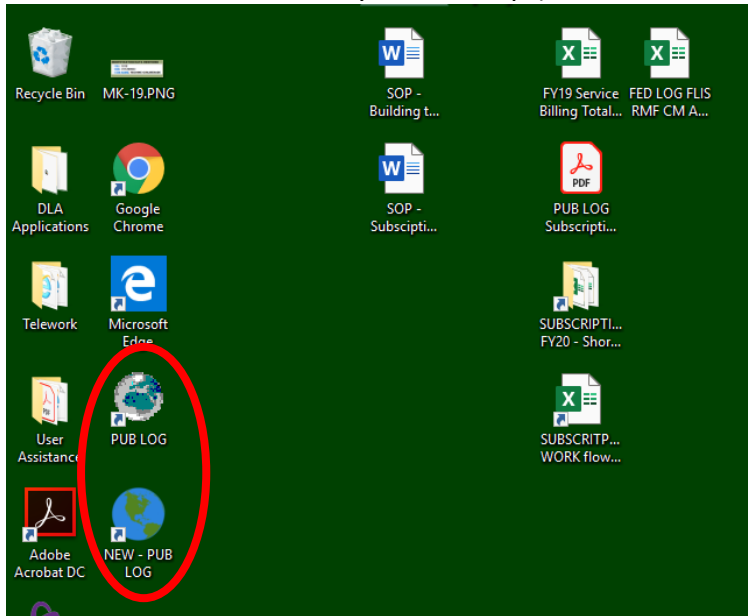 Recycle Bin
MK-19.PNG
SOP -
Building t...
FY19 Service
Billing Total...
FED LOG FLIS
RMF CM A...
DLA
Applications
Google
Chrome
SOP -
Subscipti...
PDF
PUB LOG
Subscripti...
Telework
Microsoft
Edge
SUBSCRIPTI...
FY20 - Shor...
User
Assistance
PUB LOG
SUBSCRITP...
WORK flow...
Adobe
Acrobat DC
NEW - PUB
LOG